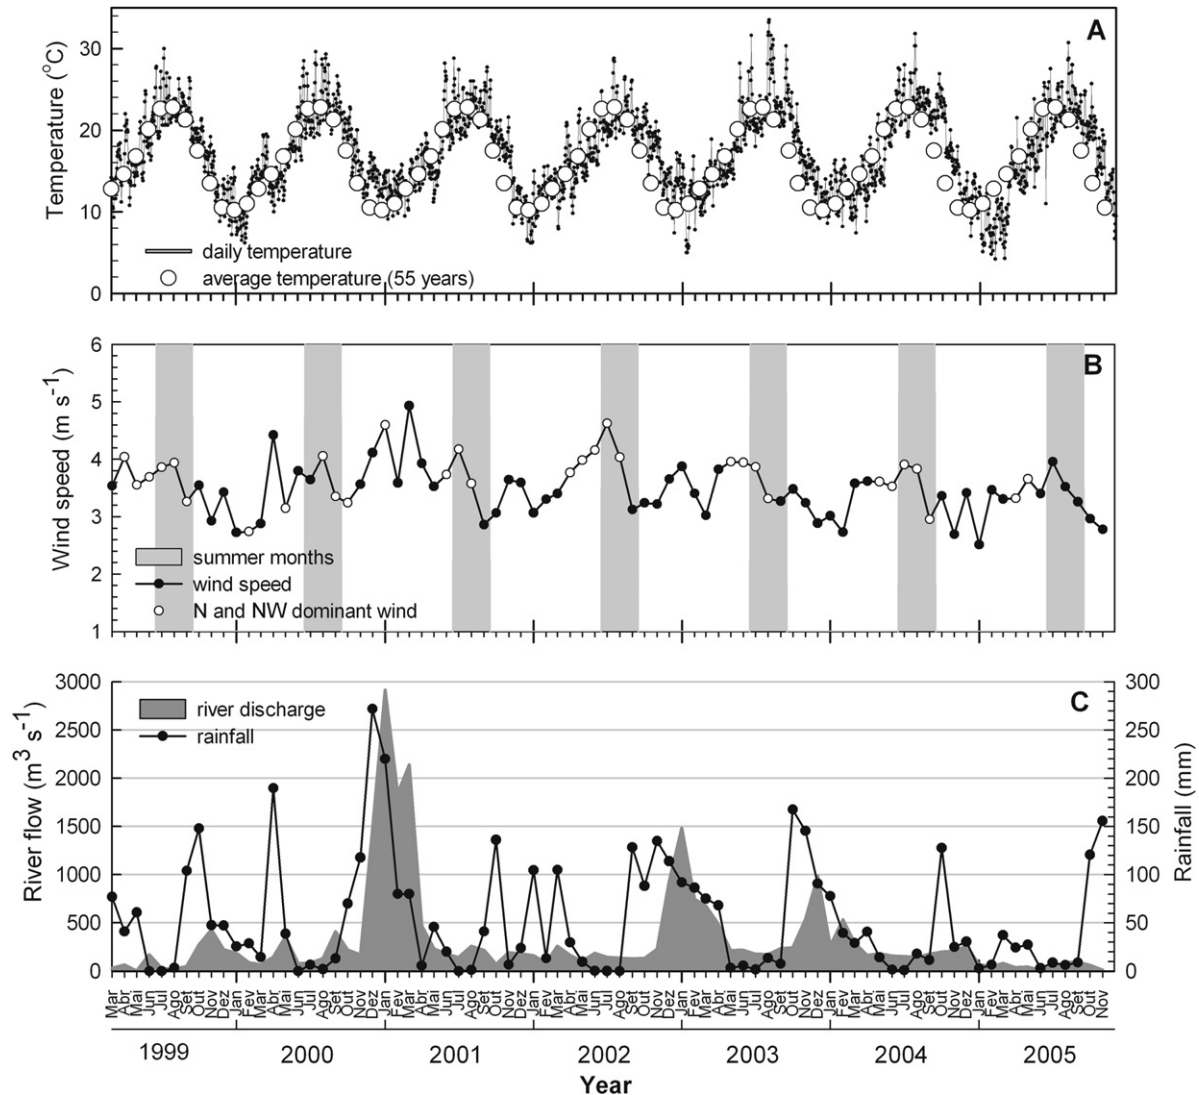 A
Temperature (°C)
30
20
10
0
daily temperature
average temperature (55 years)
B
Wind speed (m s-1)
6
5
4
3
2
1
summer months
wind speed
N and NW dominant wind
C
River flow (m3 s-1)
3000
2500
2000
1500
1000
500
0
river discharge
rainfall
300
250
200
150
100
50
0
Rainfall (mm)
Mar Abr Mai Jun Jul Ago Set Out Nov Dez Jan Fev Mar Abr Mai Jun Jul Ago Set Out Nov Dez Jan Fev Mar Abr Mai Jun Jul Ago Set Out Nov Dez Jan Fev Mar Abr Mai Jun Jul Ago Set Out Nov Dez Jan Fev Mar Abr Mai Jun Jul Ago Set Out Nov Dez Jan Fev Mar Abr Mai Jun Jul Ago Set Out Nov Dez Jan Fev Mar Abr Mai Jun Jul Ago Set Out Nov
1999 2000 2001 2002 2003 2004 2005
Year